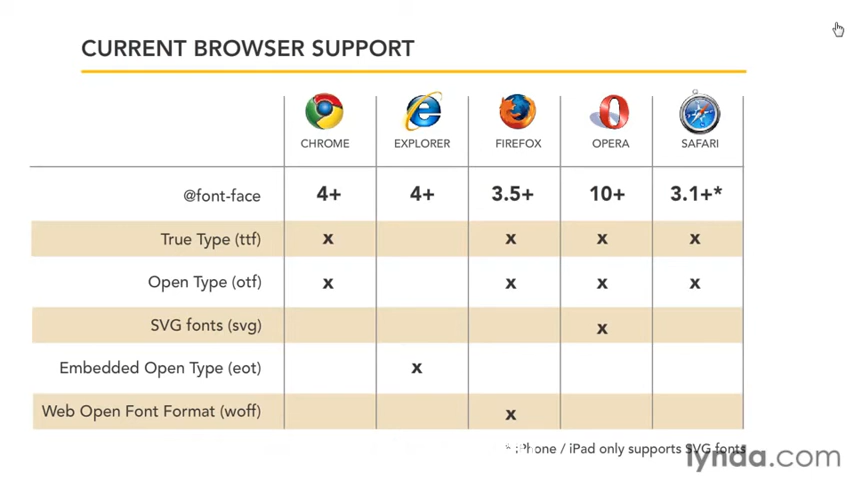 CURRENT BROWSER SUPPORT
CHROME EXPLORER FIREFOX OPERA SAFARI
@font-face 4+ 4+ 3.5+ 10+ 3.1+*
True Type (ttf) x x x x
Open Type (otf) x x x x
SVG fonts (svg) x
Embedded Open Type (eot) x
Web Open Font Format (woff) x
/ iPad only supports SVG fonts
lynda.com